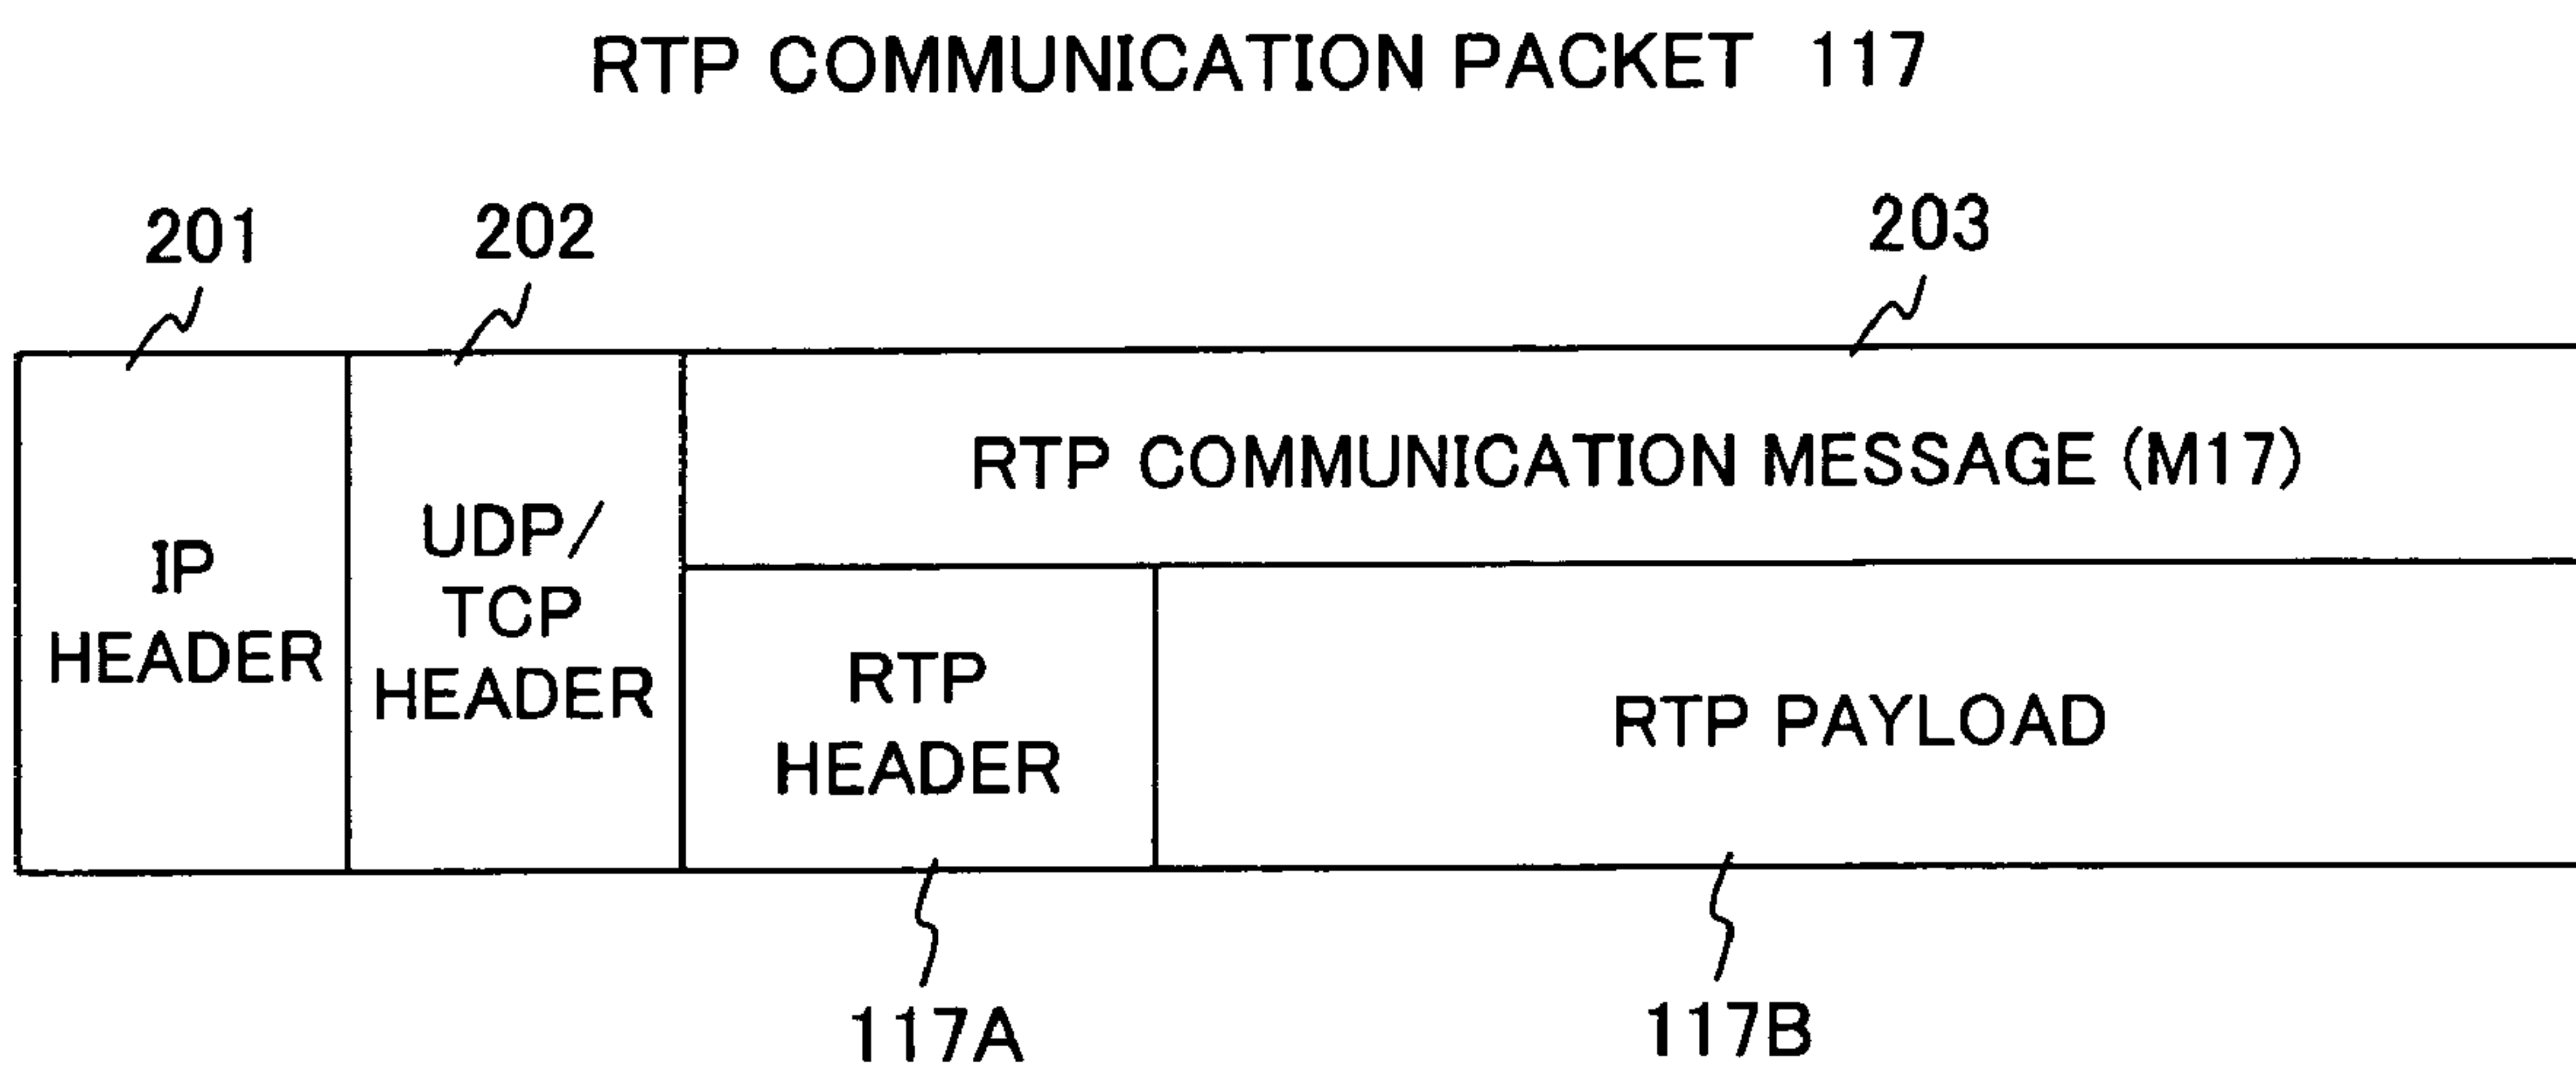 RTP COMMUNICATION PACKET 117
201
202
203
IP
HEADER
UDP/
TCP
HEADER
RTP COMMUNICATION MESSAGE (M17)
RTP
HEADER
RTP PAYLOAD
117A
117B